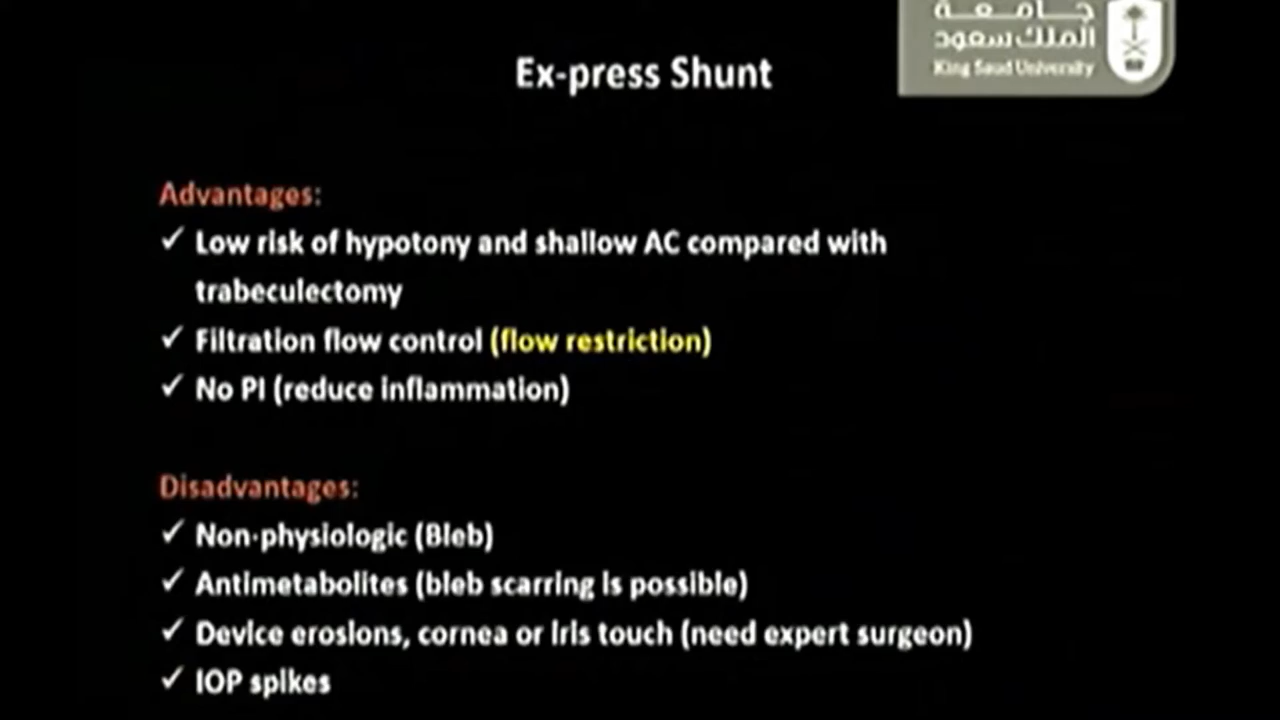 جامعة
الملك سعود
King Saud University
Ex-press Shunt
Advantages:
✓ Low risk of hypotony and shallow AC compared with
trabeculectomy
✓ Filtration flow control (flow restriction)
✓ No PI (reduce inflammation)
Disadvantages:
✓ Non-physiologic (Bleb)
✓ Antimetabolites (bleb scarring is possible)
✓ Device erosions, cornea or iris touch (need expert surgeon)
✓ IOP spikes